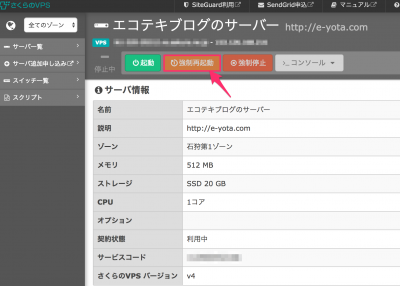 さくらのVPS
SiteGuard利用
SendGrid申込
マニュアル
全てのゾーン
エコテキブログのサーバー http://e-yota.com
VPS
サーバ一覧
サーバ追加申し込み
スイッチ一覧
スクリプト
停止中
起動
強制再起動
強制停止
コンソール
サーバ情報
名前 エコテキブログのサーバー
説明 http://e-yota.com
ゾーン 石狩第1ゾーン
メモリ 512 MB
ストレージ SSD 20 GB
CPU 1コア
オプション
契約状態 利用中
サービスコード
さくらのVPS バージョン v4